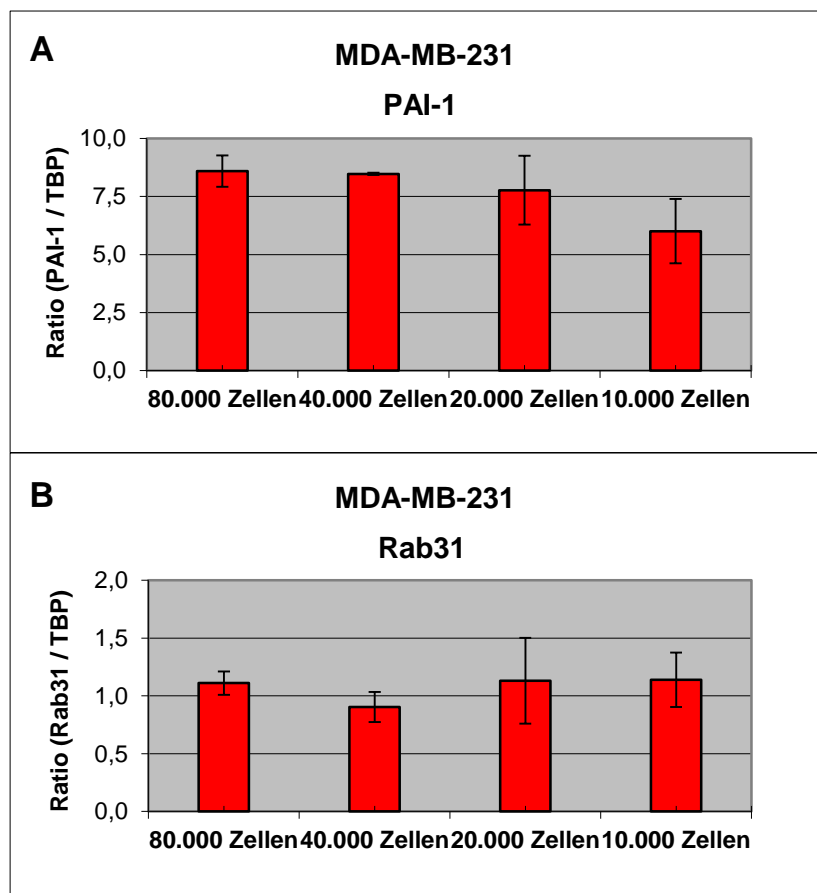 A
MDA-MB-231
PAI-1
Ratio (PAI-1 / TBP)
10,0
7,5
5,0
2,5
0,0
80.000 Zellen 40.000 Zellen 20.000 Zellen 10.000 Zellen
B
MDA-MB-231
Rab31
Ratio (Rab31 / TBP)
2,0
1,5
1,0
0,5
0,0
80.000 Zellen 40.000 Zellen 20.000 Zellen 10.000 Zellen